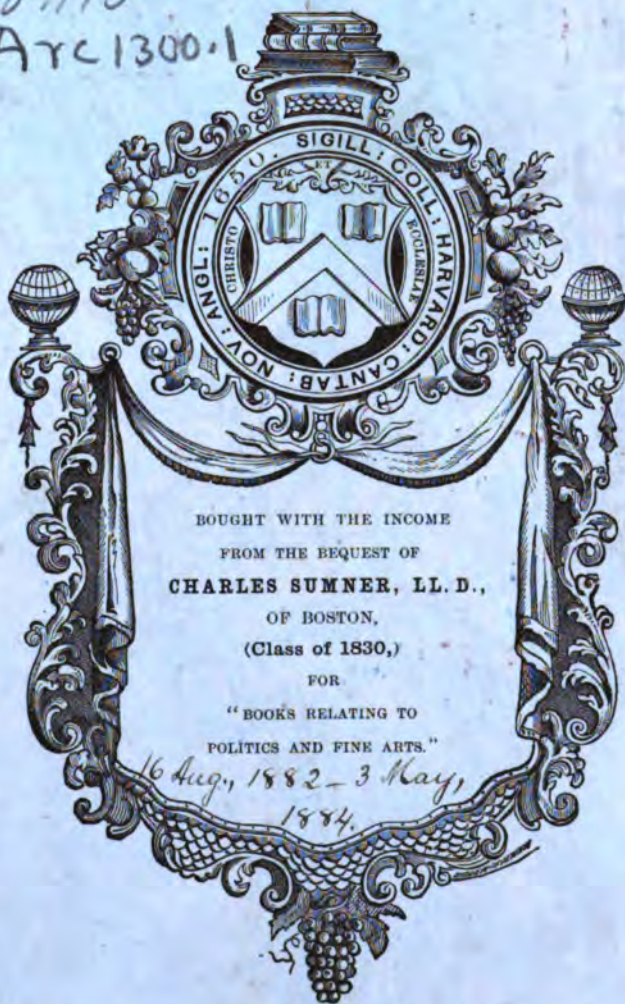 Arc 1300.1
1650. SIGILL : COLL : HARVARD : CANTAB : NOV : ANGL :
ET
CHRISTO
ECCLESIAE
BOUGHT WITH THE INCOME
FROM THE BEQUEST OF
CHARLES SUMNER, LL. D.,
OF BOSTON,
(Class of 1830,)
FOR
"BOOKS RELATING TO
POLITICS AND FINE ARTS."
16 Aug., 1882 – 3 May,
1884.